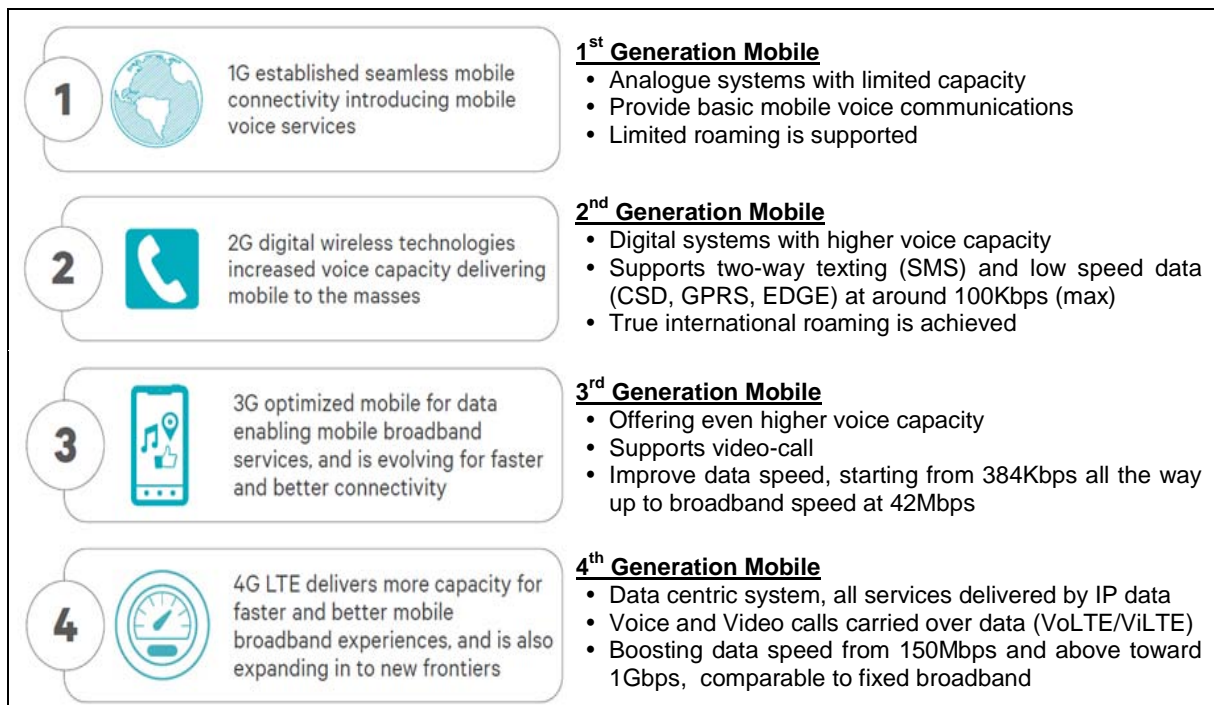 1
1G established seamless mobile
connectivity introducing mobile
voice services
1st Generation Mobile
• Analogue systems with limited capacity
• Provide basic mobile voice communications
• Limited roaming is supported
2
2G digital wireless technologies
increased voice capacity delivering
mobile to the masses
2nd Generation Mobile
• Digital systems with higher voice capacity
• Supports two-way texting (SMS) and low speed data
(CSD, GPRS, EDGE) at around 100Kbps (max)
• True international roaming is achieved
3
3G optimized mobile for data
enabling mobile broadband
services, and is evolving for faster
and better connectivity
3rd Generation Mobile
• Offering even higher voice capacity
• Supports video-call
• Improve data speed, starting from 384Kbps all the way
up to broadband speed at 42Mbps
4
4G LTE delivers more capacity for
faster and better mobile
broadband experiences, and is also
expanding in to new frontiers
4th Generation Mobile
• Data centric system, all services delivered by IP data
• Voice and Video calls carried over data (VoLTE/ViLTE)
• Boosting data speed from 150Mbps and above toward
1Gbps, comparable to fixed broadband